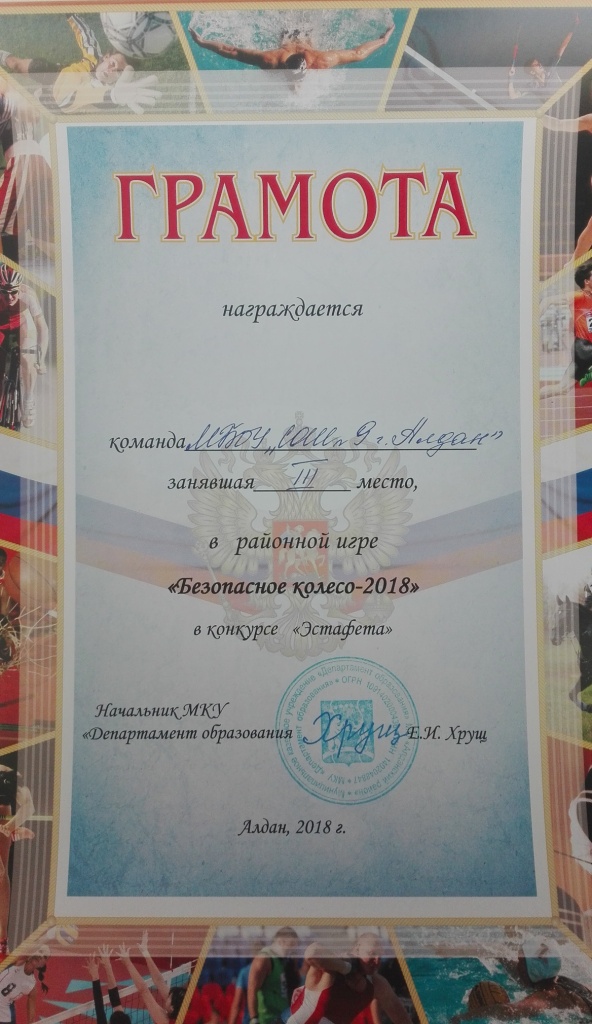 ГРАМОТА
награждается
команда МБОУ „СОШ № 9 г. Алдан"
занявшая III место,
в районной игре
«Безопасное колесо-2018»
в конкурсе «Эстафета»
Начальник МКУ
«Департамент образования Хрущ Е.И. Хрущ
Алдан, 2018 г.